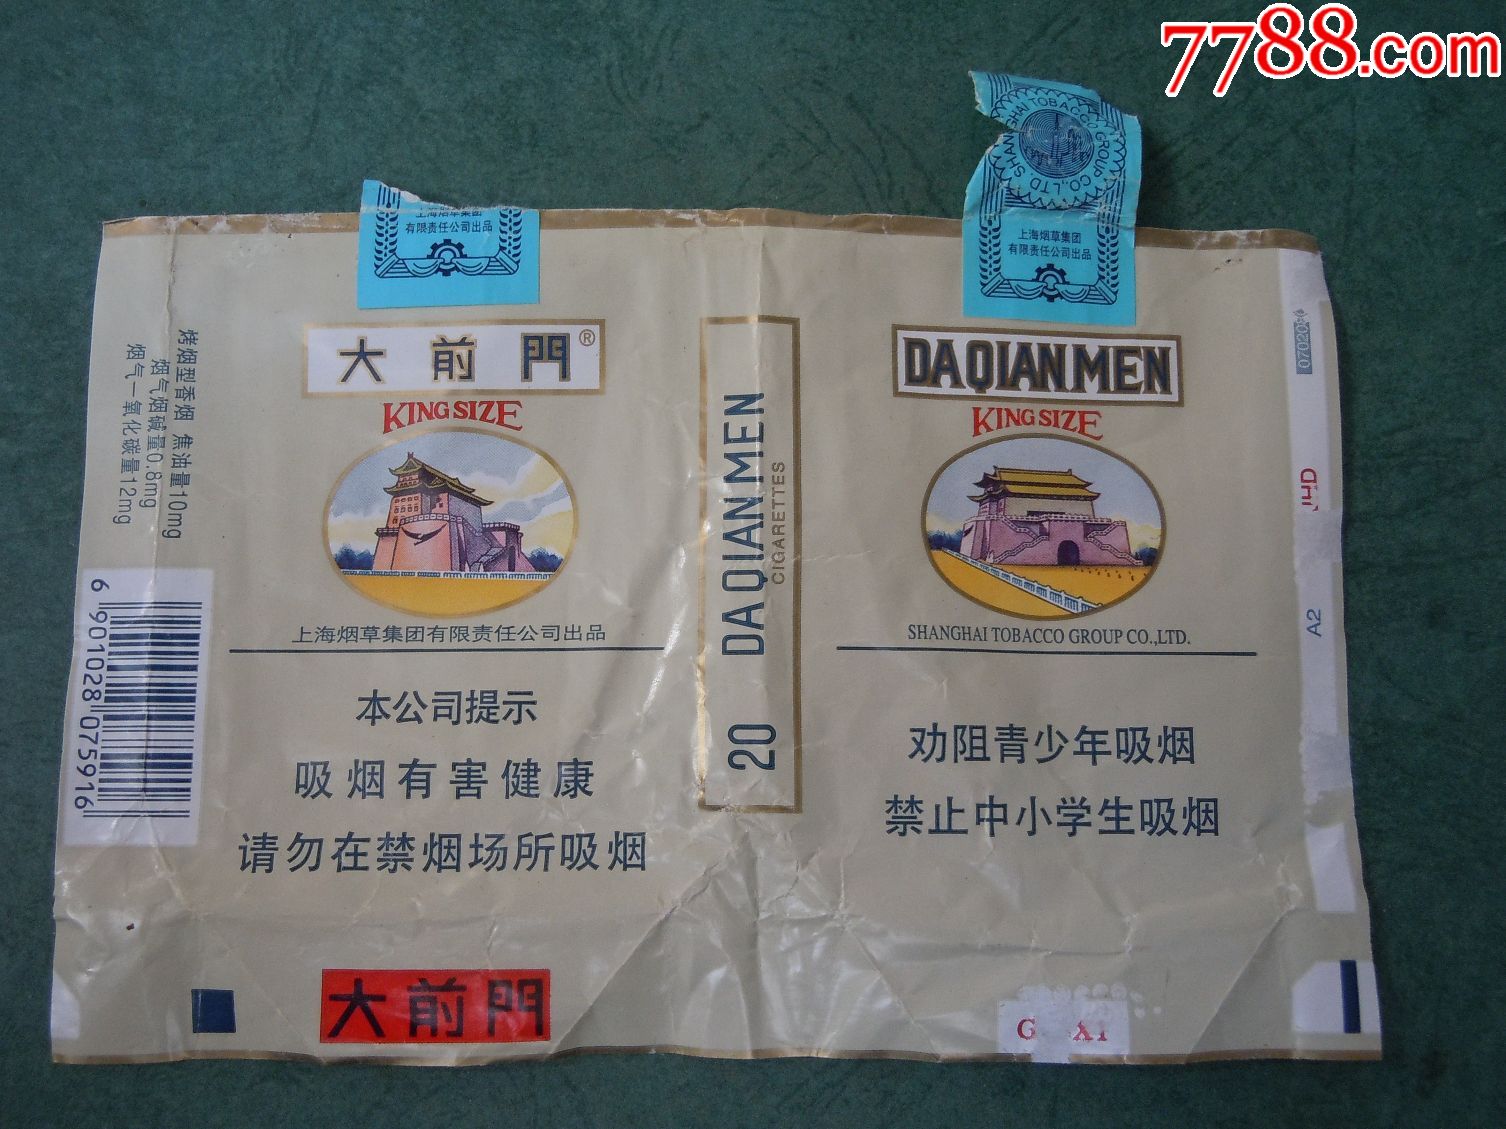 7788.com
上海烟草集团
有限责任公司出品
SHANGHAI TOBACCO GROUP CO.,LTD
上海烟草集团
有限责任公司出品
大前門®
KING SIZE
上海烟草集团有限责任公司出品
本公司提示
吸烟有害健康
请勿在禁烟场所吸烟
大前門
烤烟型香烟 焦油量10mg
烟气烟碱量0.8mg
烟气一氧化碳量12mg
6 901028 075916
DAQIANMEN
CIGARETTES
20
DAQIANMEN
KING SIZE
SHANGHAI TOBACCO GROUP CO.,LTD.
劝阻青少年吸烟
禁止中小学生吸烟
A2